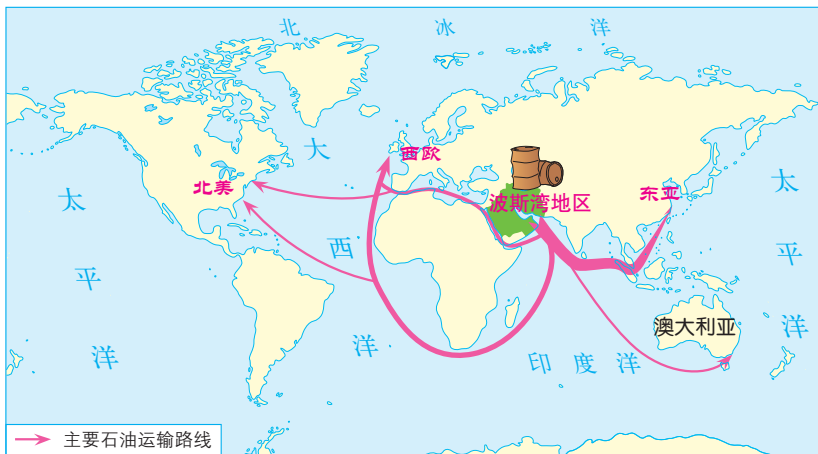 北冰洋
大西洋
西欧
北美
波斯湾地区
东亚
太平洋
太平洋
澳大利亚
印度洋
主要石油运输路线